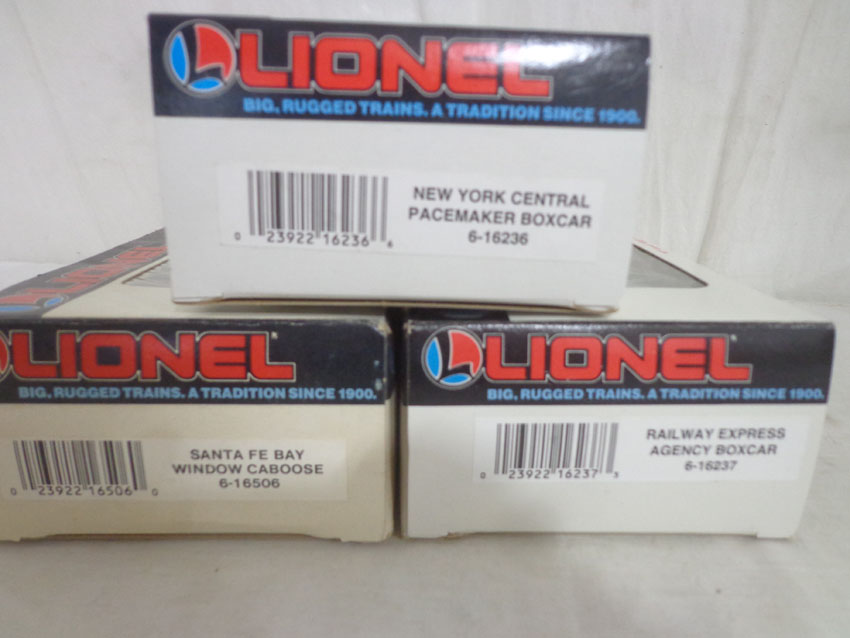 LIONEL
BIG, RUGGED TRAINS. A TRADITION SINCE 1900.
NEW YORK CENTRAL
PACEMAKER BOXCAR
6-16236
0 23922 16236 6
LIONEL
BIG, RUGGED TRAINS. A TRADITION SINCE 1900.
SANTA FE BAY
WINDOW CABOOSE
6-16506
0 23922 16506 0
LIONEL
BIG, RUGGED TRAINS. A TRADITION SINCE 1900.
RAILWAY EXPRESS
AGENCY BOXCAR
6-16237
0 23922 16237 3
LIONEL